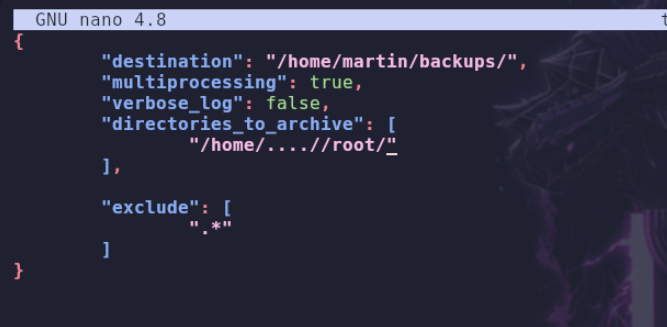 GNU nano 4.8
{
"destination": "/home/martin/backups/",
"multiprocessing": true,
"verbose_log": false,
"directories_to_archive": [
"/home/....//root/"
],
"exclude": [
".*"
]
}